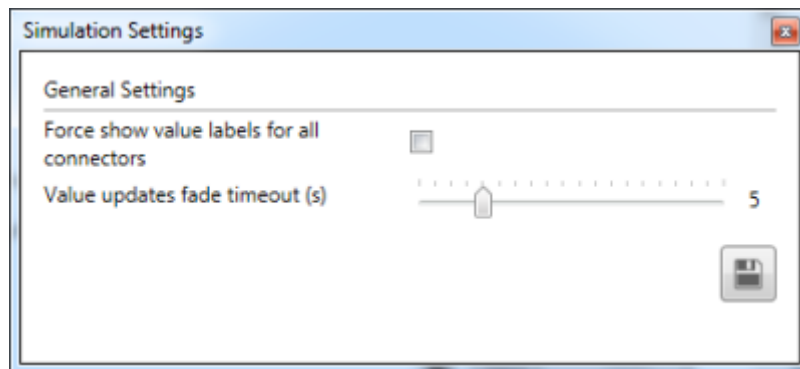 Simulation Settings
General Settings
Force show value labels for all
connectors
Value updates fade timeout (s)
5